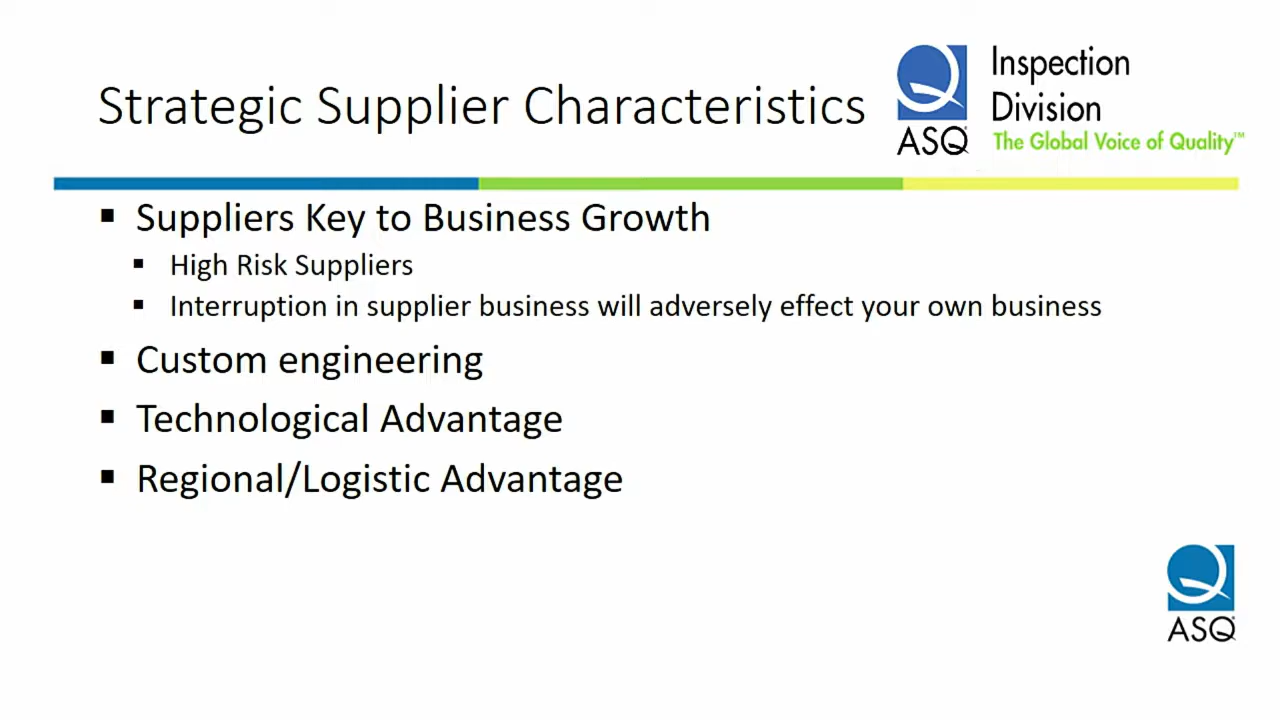 Strategic Supplier Characteristics
ASQ
Inspection
Division
The Global Voice of Quality™
▪ Suppliers Key to Business Growth
▪ High Risk Suppliers
▪ Interruption in supplier business will adversely effect your own business
▪ Custom engineering
▪ Technological Advantage
▪ Regional/Logistic Advantage
ASQ